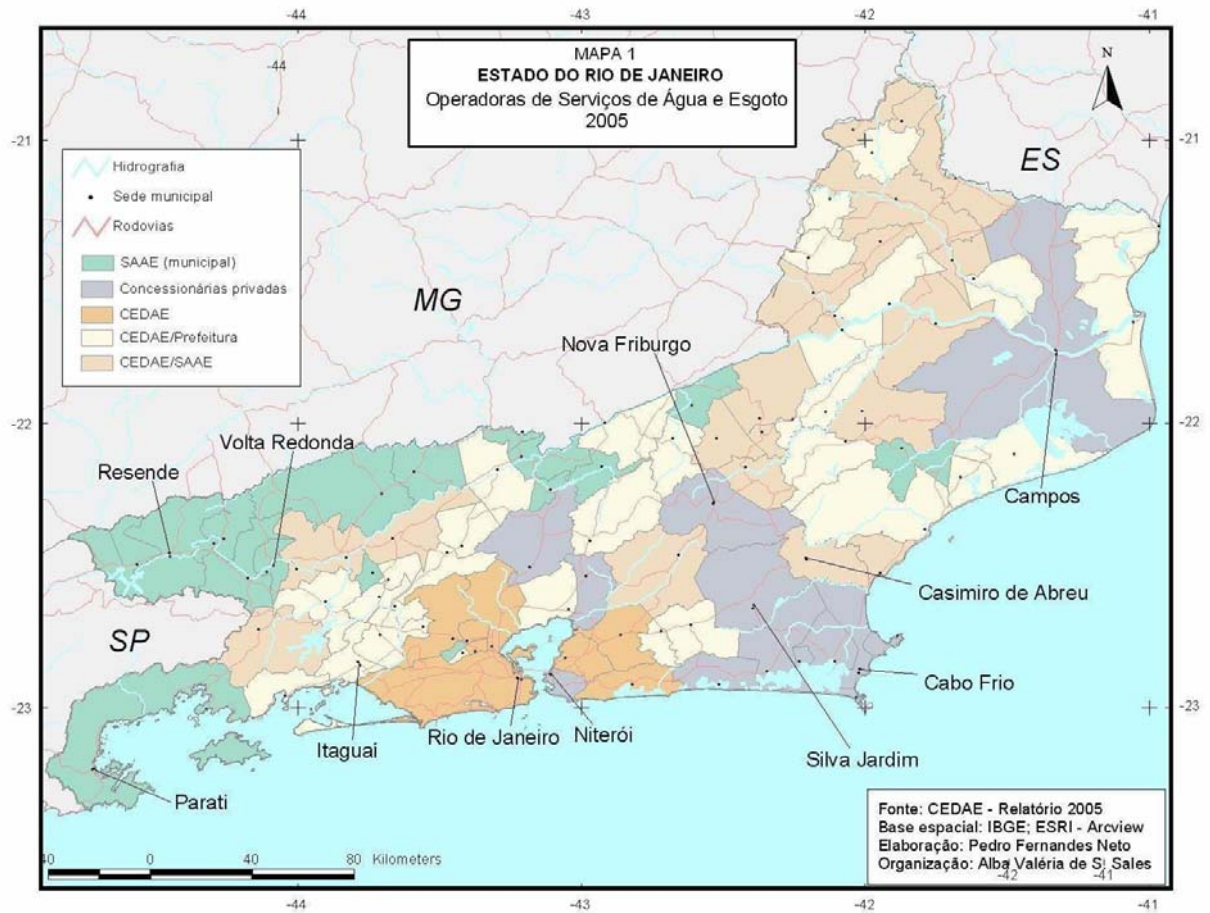 -44 -43 -42 -41
MAPA 1
ESTADO DO RIO DE JANEIRO
Operadoras de Serviços de Água e Esgoto
2005
-44
N
-21 -21
ES
Hidrografia
Sede municipal
Rodovias
SAAE (municipal)
Concessionárias privadas
CEDAE
CEDAE/Prefeitura
CEDAE/SAAE
MG
Nova Friburgo
-22 -22
Volta Redonda
Resende
Campos
Casimiro de Abreu
SP
Cabo Frio
-23 -23
Itaguai
Rio de Janeiro
Niterói
Silva Jardim
Parati
Fonte: CEDAE - Relatório 2005
Base espacial: IBGE; ESRI - Arcview
Elaboração: Pedro Fernandes Neto
Organização: Alba Valéria de S. Sales
-42 -41
40 0 40 80 Kilometers
-44 -43 -42 -41